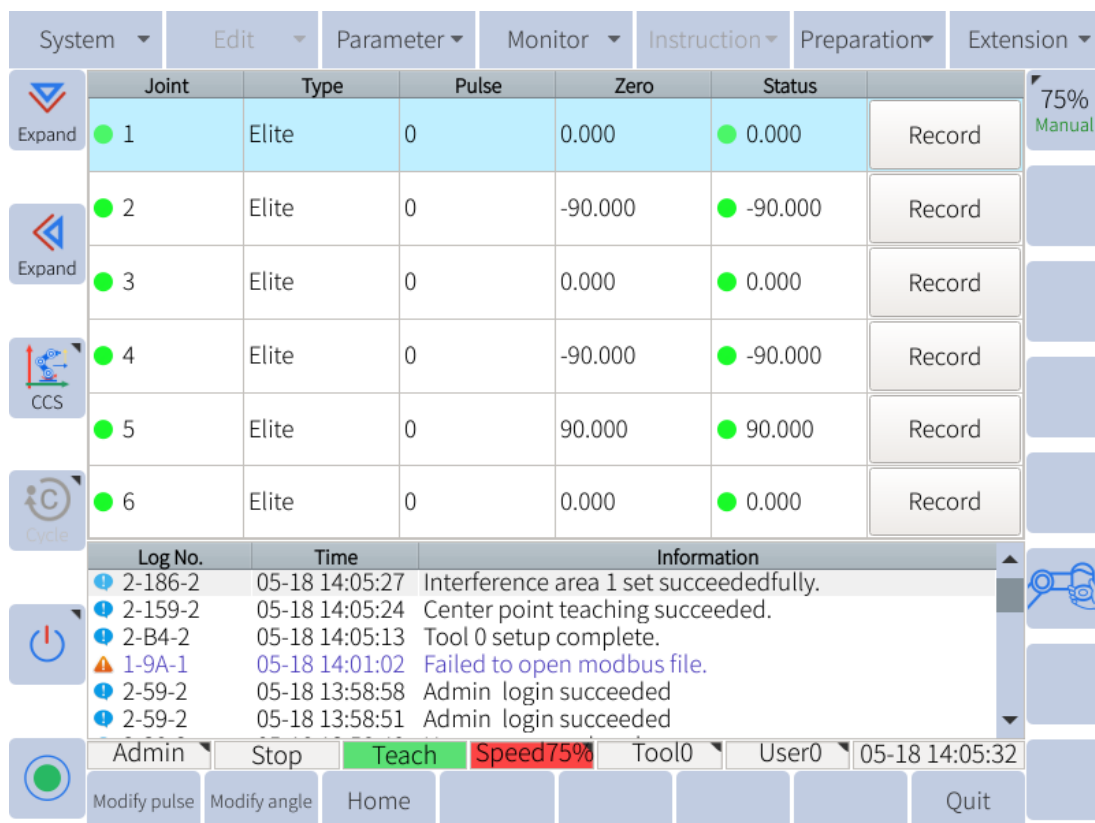 System Edit Parameter Monitor Instruction Preparation Extension
Joint Type Pulse Zero Status
Expand
75%
Manual
1 Elite 0 0.000 0.000 Record
2 Elite 0 -90.000 -90.000 Record
Expand
3 Elite 0 0.000 0.000 Record
4 Elite 0 -90.000 -90.000 Record
CCS
5 Elite 0 90.000 90.000 Record
C
Cycle
6 Elite 0 0.000 0.000 Record
Log No. Time Information
2-186-2 05-18 14:05:27 Interference area 1 set succeededfully.
2-159-2 05-18 14:05:24 Center point teaching succeeded.
2-B4-2 05-18 14:05:13 Tool 0 setup complete.
1-9A-1 05-18 14:01:02 Failed to open modbus file.
2-59-2 05-18 13:58:58 Admin login succeeded
2-59-2 05-18 13:58:51 Admin login succeeded
Admin Stop Teach Speed75% Tool0 User0 05-18 14:05:32
Modify pulse Modify angle Home Quit